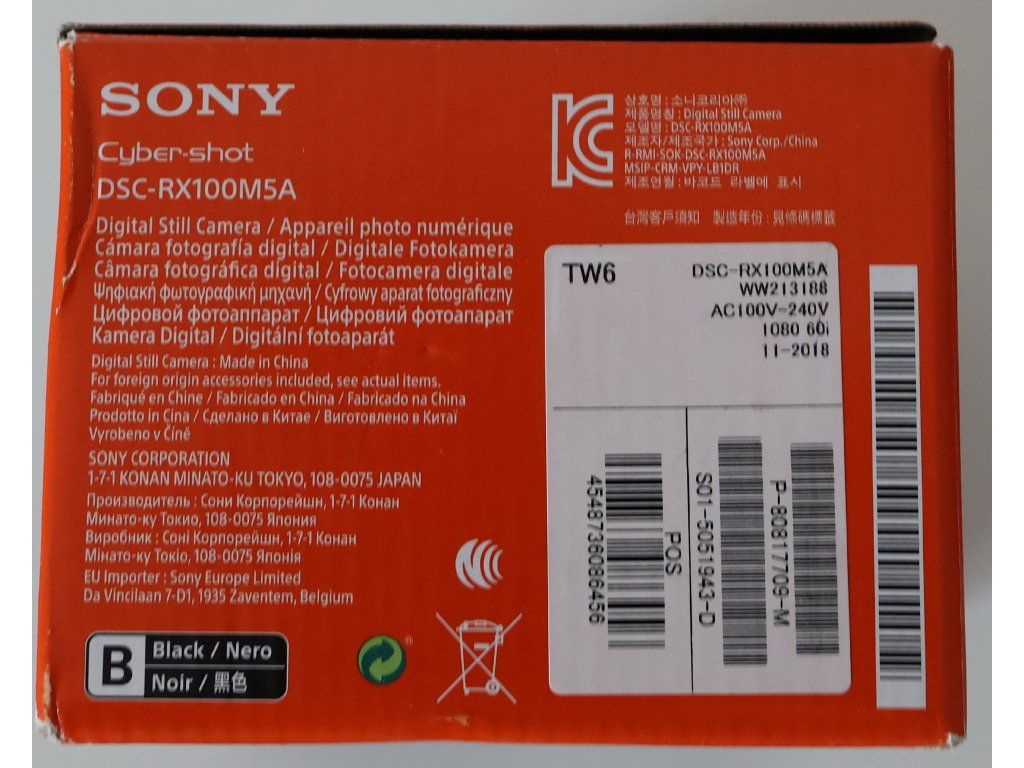 SONY
Cyber-shot
DSC-RX100M5A
Digital Still Camera / Appareil photo numérique
Cámara fotografía digital / Digitale Fotokamera
Câmara fotográfica digital / Fotocamera digitale
Ψηφιακή φωτογραφική μηχανή / Cyfrowy aparat fotograficzny
Цифровой фотоаппарат / Цифровий фотоапарат
Kamera Digital / Digitální fotoaparát
Digital Still Camera : Made in China
For foreign origin accessories included, see actual items.
Fabriqué en Chine / Fabricado en China / Fabricado na China
Prodotto in Cina / Сделано в Китае / Виготовлено в Китаї
Vyrobeno v Číně
SONY CORPORATION
1-7-1 KONAN MINATO-KU TOKYO, 108-0075 JAPAN
Производитель : Сони Корпорейшн, 1-7-1 Конан
Минато-ку Токио, 108-0075 Япония
Виробник : Соні Корпорейшн, 1-7-1 Конан
Мінато-ку Токіо, 108-0075 Японія
EU Importer : Sony Europe Limited
Da Vincilaan 7-D1, 1935 Zaventem, Belgium
B
Black / Nero
Noir / 黑色
상호명 : 소니코리아㈜
제품명칭 : Digital Still Camera
모델명 : DSC-RX100M5A
제조자/제조국가 : Sony Corp./China
R-RMI-SOK-DSC-RX100M5A
MSIP-CRM-VPY-LB1DR
제조연월 : 바코드 라벨에 표시
台灣客戶須知 製造年份 : 見條碼標籤
TW6
DSC-RX100M5A
WW213188
AC100V-240V
1080 60i
11-2018
4548736086456
POS
S01-5051943-D
P-80817709-M